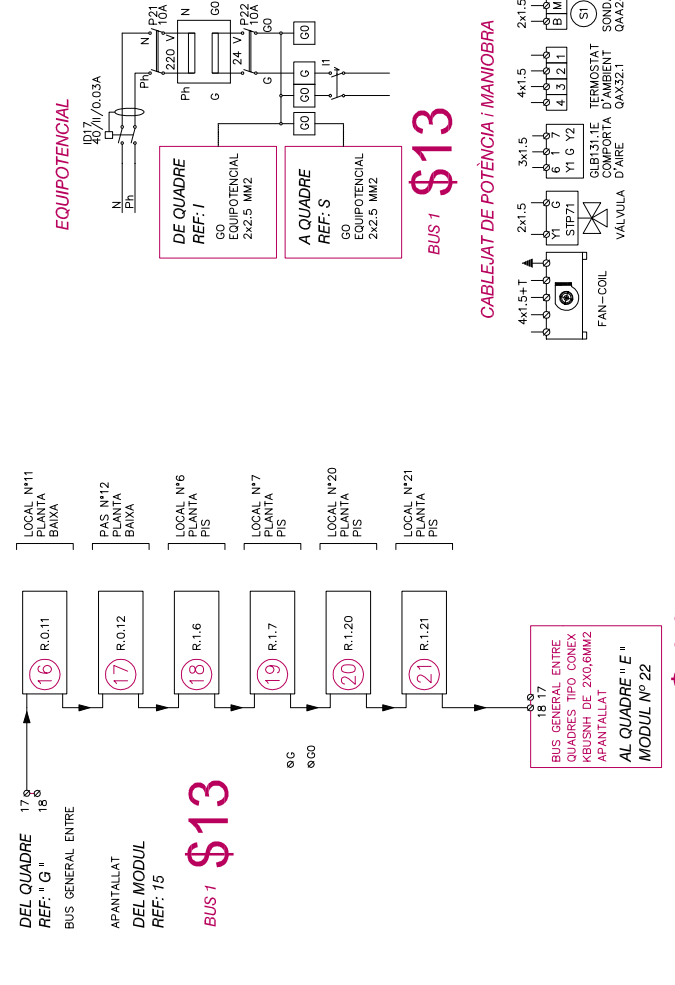 DEL QUADRE
REF: " G "
BUS GENERAL ENTRE
APANTALLAT
DEL MODUL
REF: 15
BUS 1
$13
17
18
16
R.0.11
LOCAL Nº11
PLANTA
BAIXA
17
R.0.12
PAS Nº12
PLANTA
BAIXA
18
R.1.6
LOCAL Nº6
PLANTA
PIS
19
R.1.7
LOCAL Nº7
PLANTA
PIS
20
R.1.20
LOCAL Nº20
PLANTA
PIS
21
R.1.21
LOCAL Nº21
PLANTA
PIS
G
G0
18 17
BUS GENERAL ENTRE
QUADRES TIPO CONEX
KBUSNH DE 2X0,6MM2
APANTALLAT
AL QUADRE " E "
MODUL Nº 22
EQUIPOTENCIAL
N
Ph
ID17
40/II/0.03A
Ph
N
P21
10A
220 V
Ph
N
G
G0
24 V
P22
10A
G
G0
G0
G
G0
G0
I1
DE QUADRE
REF: I
GO
EQUIPOTENCIAL
2x2.5 MM2
A QUADRE
REF: S
GO
EQUIPOTENCIAL
2x2.5 MM2
BUS 1
$13
CABLEJAT DE POTÈNCIA i MANIOBRA
4x1.5+T
FAN-COIL
2x1.5
Y1 G
STP71
VÁLVULA
3x1.5
6 1 7
Y1 G Y2
GLB131.1E
COMPORTA
D'AIRE
4x1.5
4 3 2 1
TERMOSTAT
D'AMBIENT
QAX32.1
2x1.5
B M
S1